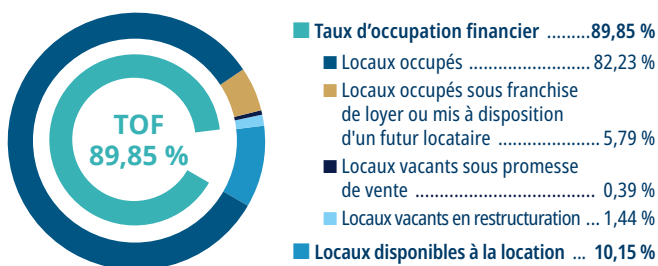 TOF
89,85 %
Taux d'occupation financier .........89,85 %
Locaux occupés ......................82,23 %
Locaux occupés sous franchise
de loyer ou mis à disposition
d'un futur locataire .................. 5,79 %
Locaux vacants sous promesse
de vente .................................. 0,39 %
Locaux vacants en restructuration ... 1,44 %
Locaux disponibles à la location ... 10,15 %